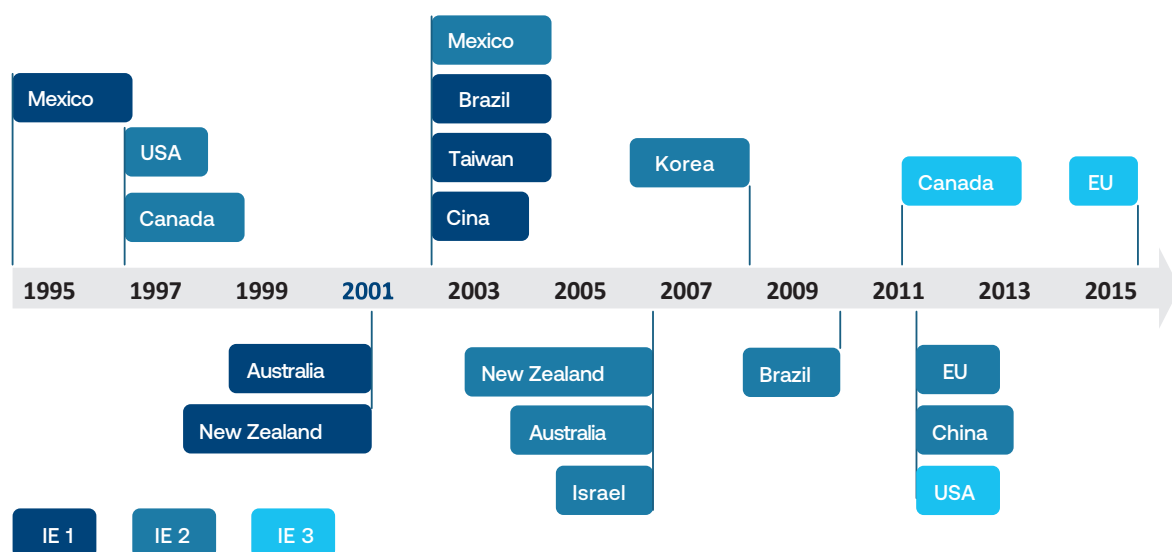 Mexico
Mexico
Brazil
USA
Taiwan
Korea
Canada
EU
Canada
Cina
1995 1997 1999 2001 2003 2005 2007 2009 2011 2013 2015
Australia
New Zealand
Brazil
EU
New Zealand
Australia
China
Israel
USA
IE 1 IE 2 IE 3